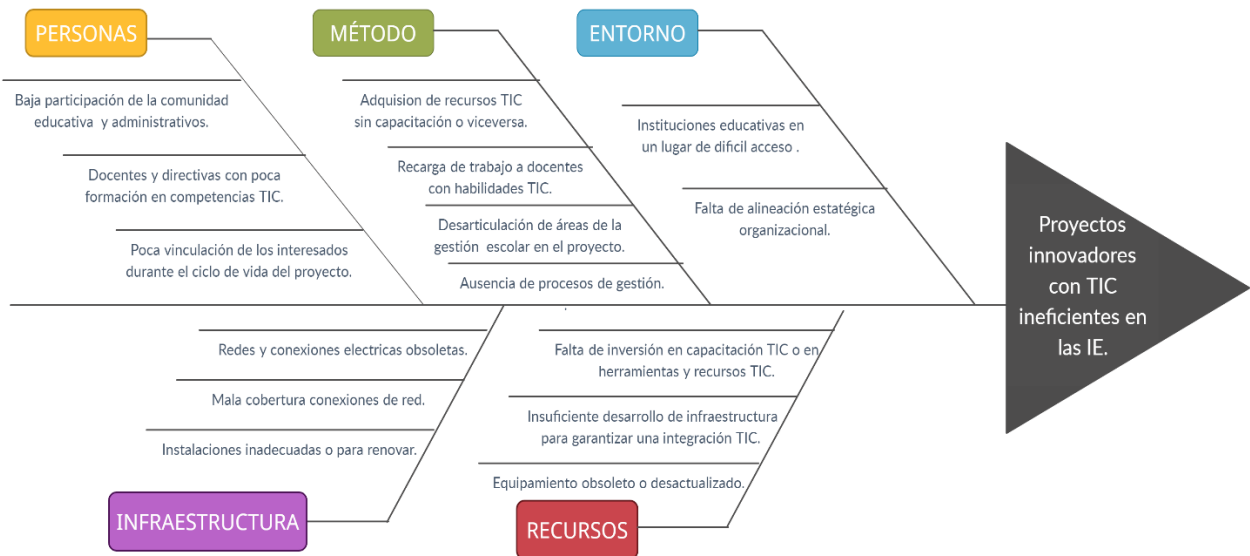 PERSONAS
Baja participación de la comunidad
educativa y administrativos.
Docentes y directivas con poca
formación en competencias TIC.
Poca vinculación de los interesados
durante el ciclo de vida del proyecto.
MÉTODO
Adquision de recursos TIC
sin capacitación o viceversa.
Recarga de trabajo a docentes
con habilidades TIC.
Desarticulación de áreas de la
gestión escolar en el proyecto.
Ausencia de procesos de gestión.
ENTORNO
Instituciones educativas en
un lugar de dificil acceso .
Falta de alineación estatégica
organizacional.
Proyectos
innovadores
con TIC
ineficientes en
las IE.
Redes y conexiones electricas obsoletas.
Mala cobertura conexiones de red.
Instalaciones inadecuadas o para renovar.
INFRAESTRUCTURA
Falta de inversión en capacitación TIC o en
herramientas y recursos TIC.
Insuficiente desarrollo de infraestructura
para garantizar una integración TIC.
Equipamiento obsoleto o desactualizado.
RECURSOS